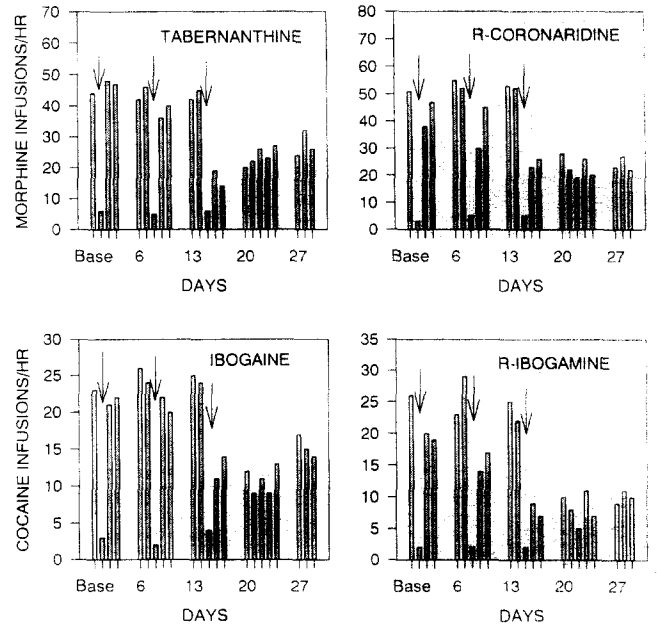 TABERNANTHINE
MORPHINE INFUSIONS/HR
70
60
50
40
30
20
10
0
Base 6 13 20 27
DAYS
R-CORONARIDINE
80
70
60
50
40
30
20
10
0
Base 6 13 20 27
DAYS
IBOGAINE
COCAINE INFUSIONS/HR
30
25
20
15
10
5
0
Base 6 13 20 27
DAYS
R-IBOGAMINE
35
30
25
20
15
10
5
0
Base 6 13 20 27
DAYS